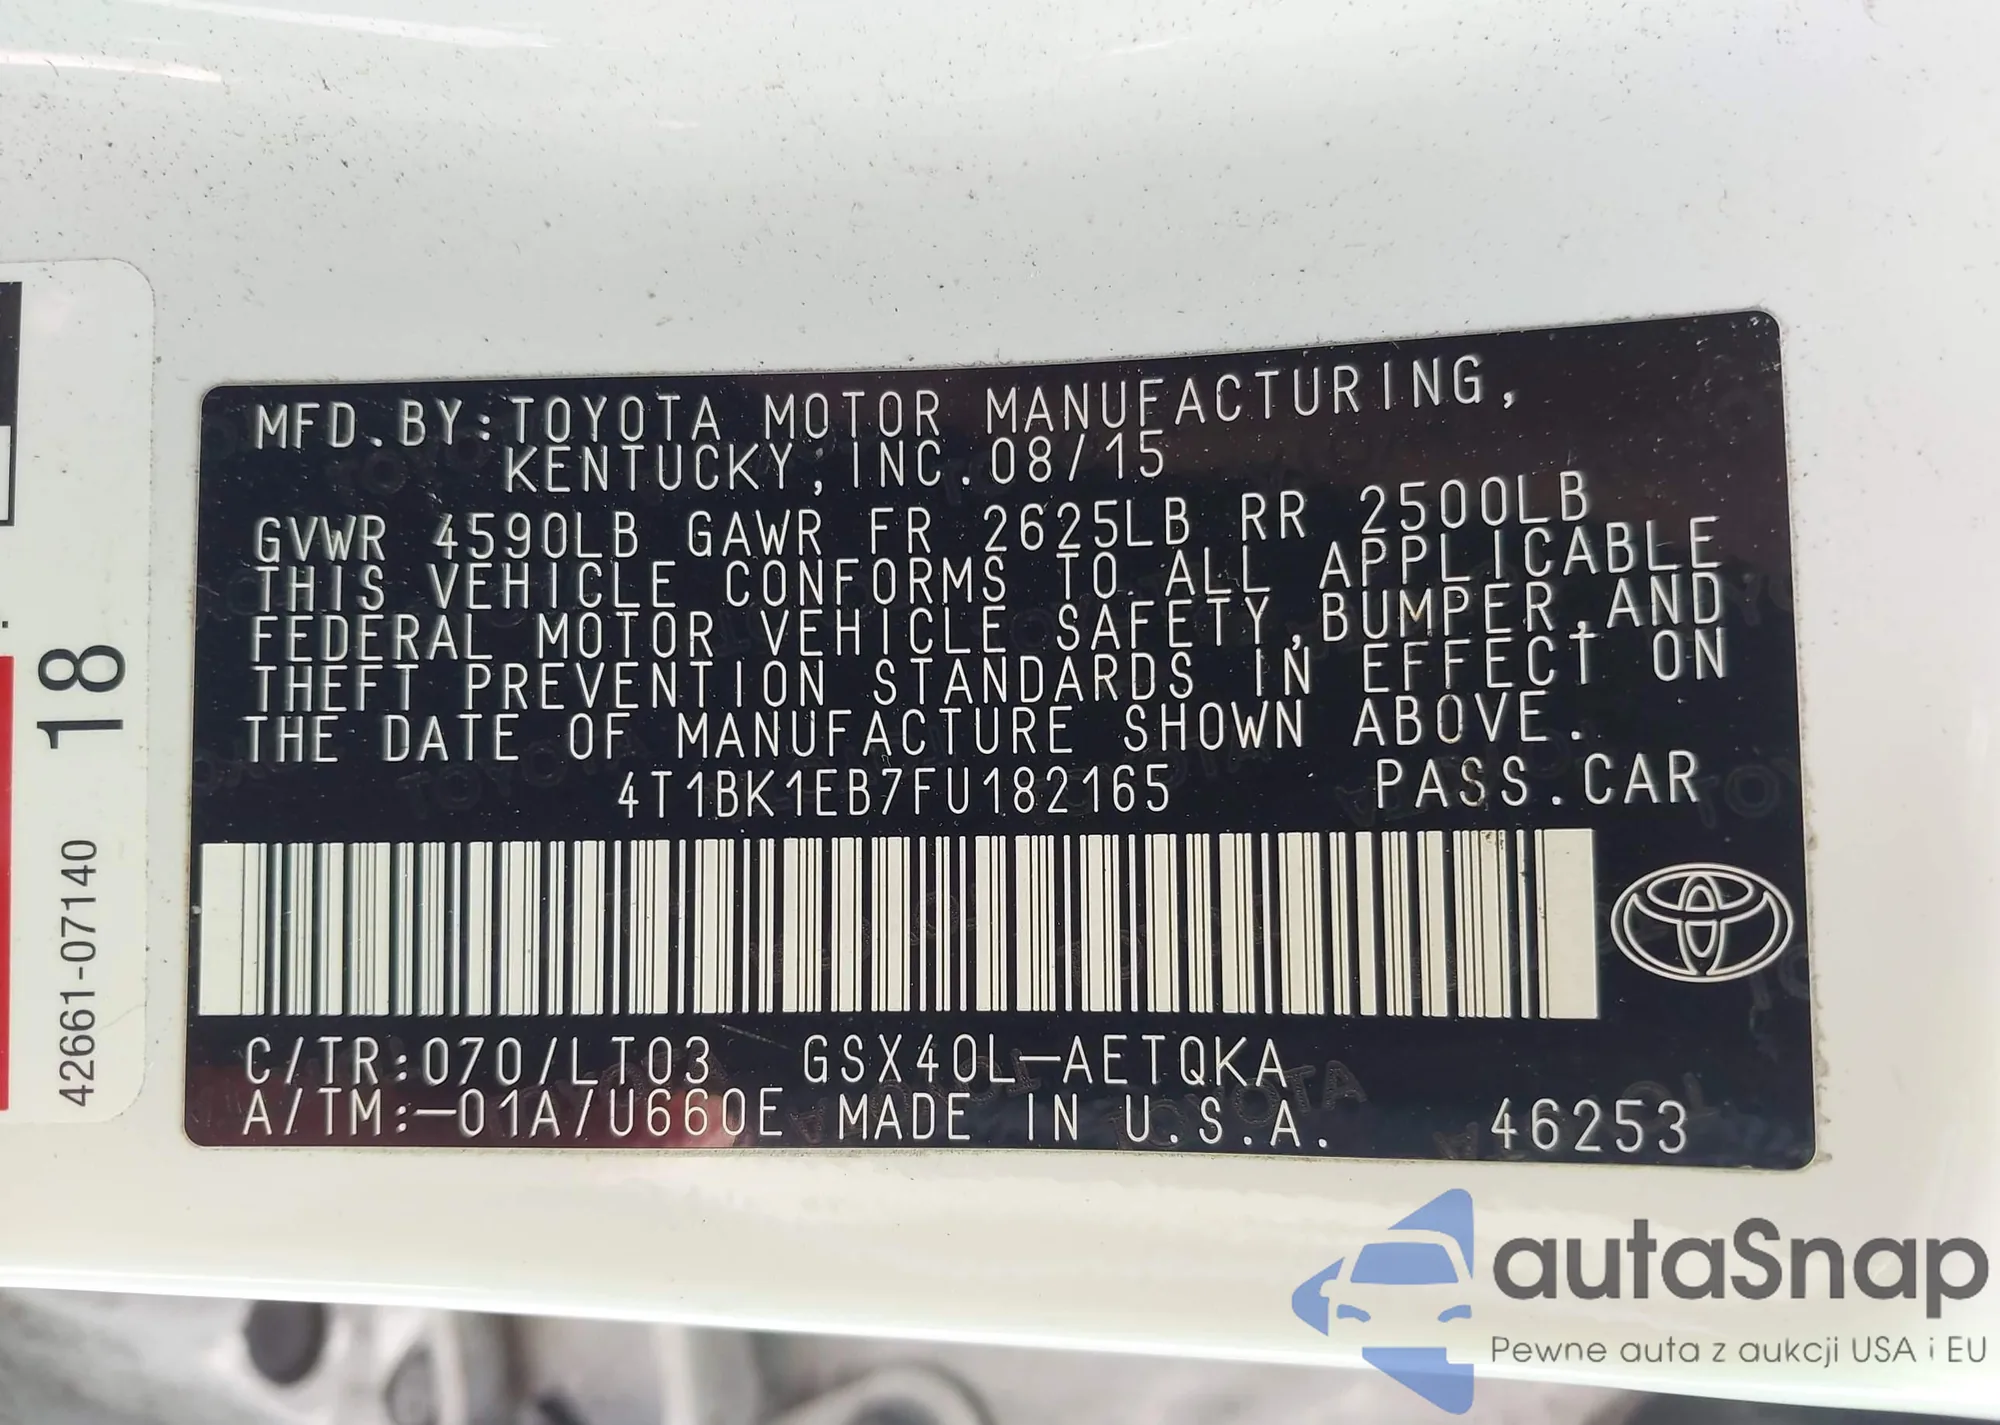 MFD.BY:TOYOTA MOTOR MANUFACTURING,
KENTUCKY,INC.08/15
GVWR 4590LB GAWR FR 2625LB RR 2500LB
THIS VEHICLE CONFORMS TO ALL APPLICABLE
FEDERAL MOTOR VEHICLE SAFETY,BUMPER,AND
THEFT PREVENTION STANDARDS IN EFFECT ON
THE DATE OF MANUFACTURE SHOWN ABOVE.
4T1BK1EB7FU182165 PASS.CAR
C/TR:070/LT03 GSX40L-AETQKA
A/TM:-01A/U660E MADE IN U.S.A. 46253
18
42661-07140
autaSnap
Pewne auta z aukcji USA i EU